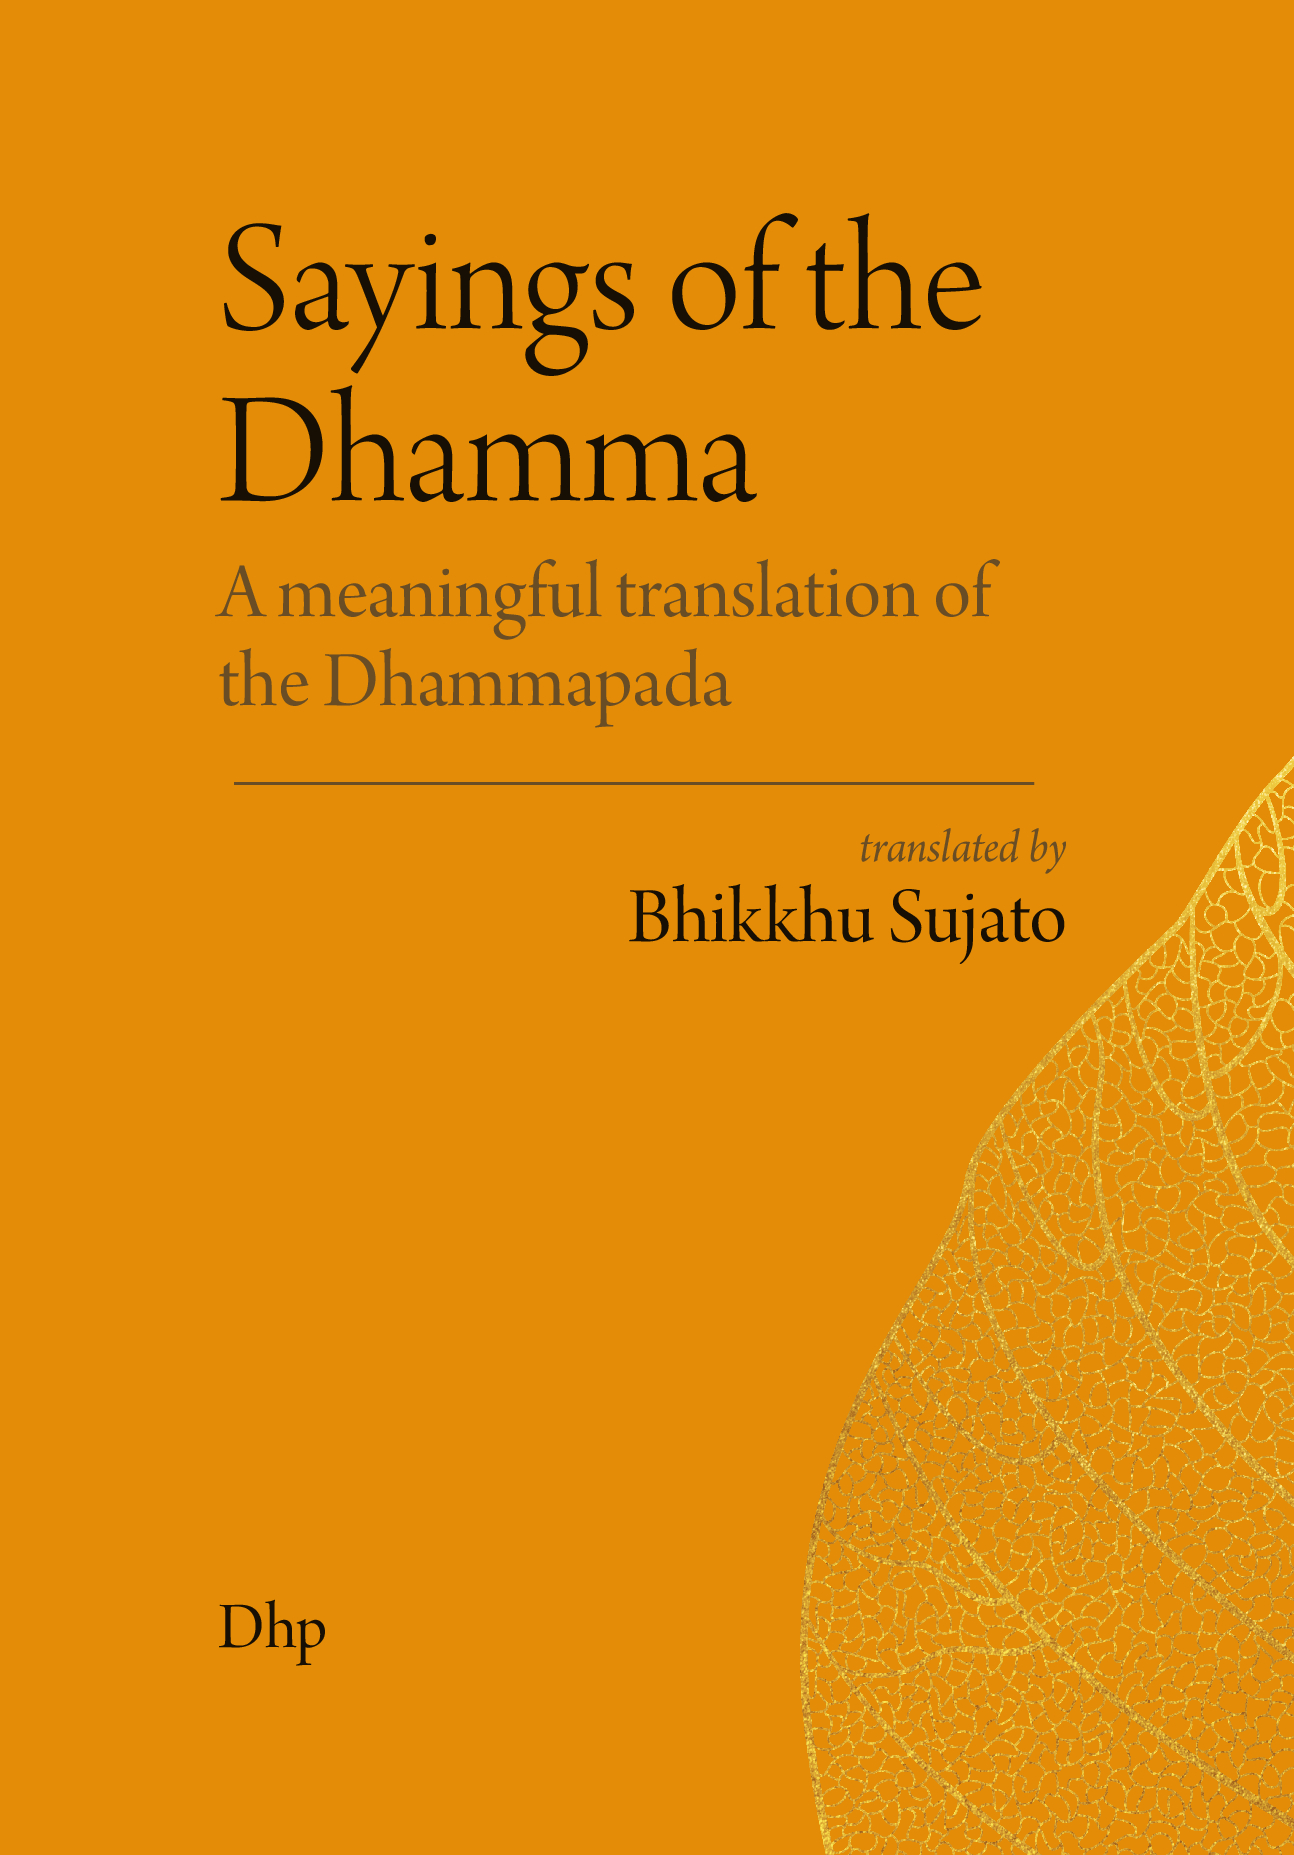 Sayings of the
Dhamma
A meaningful translation of
the Dhammapada
translated by
Bhikkhu Sujato
Dhp